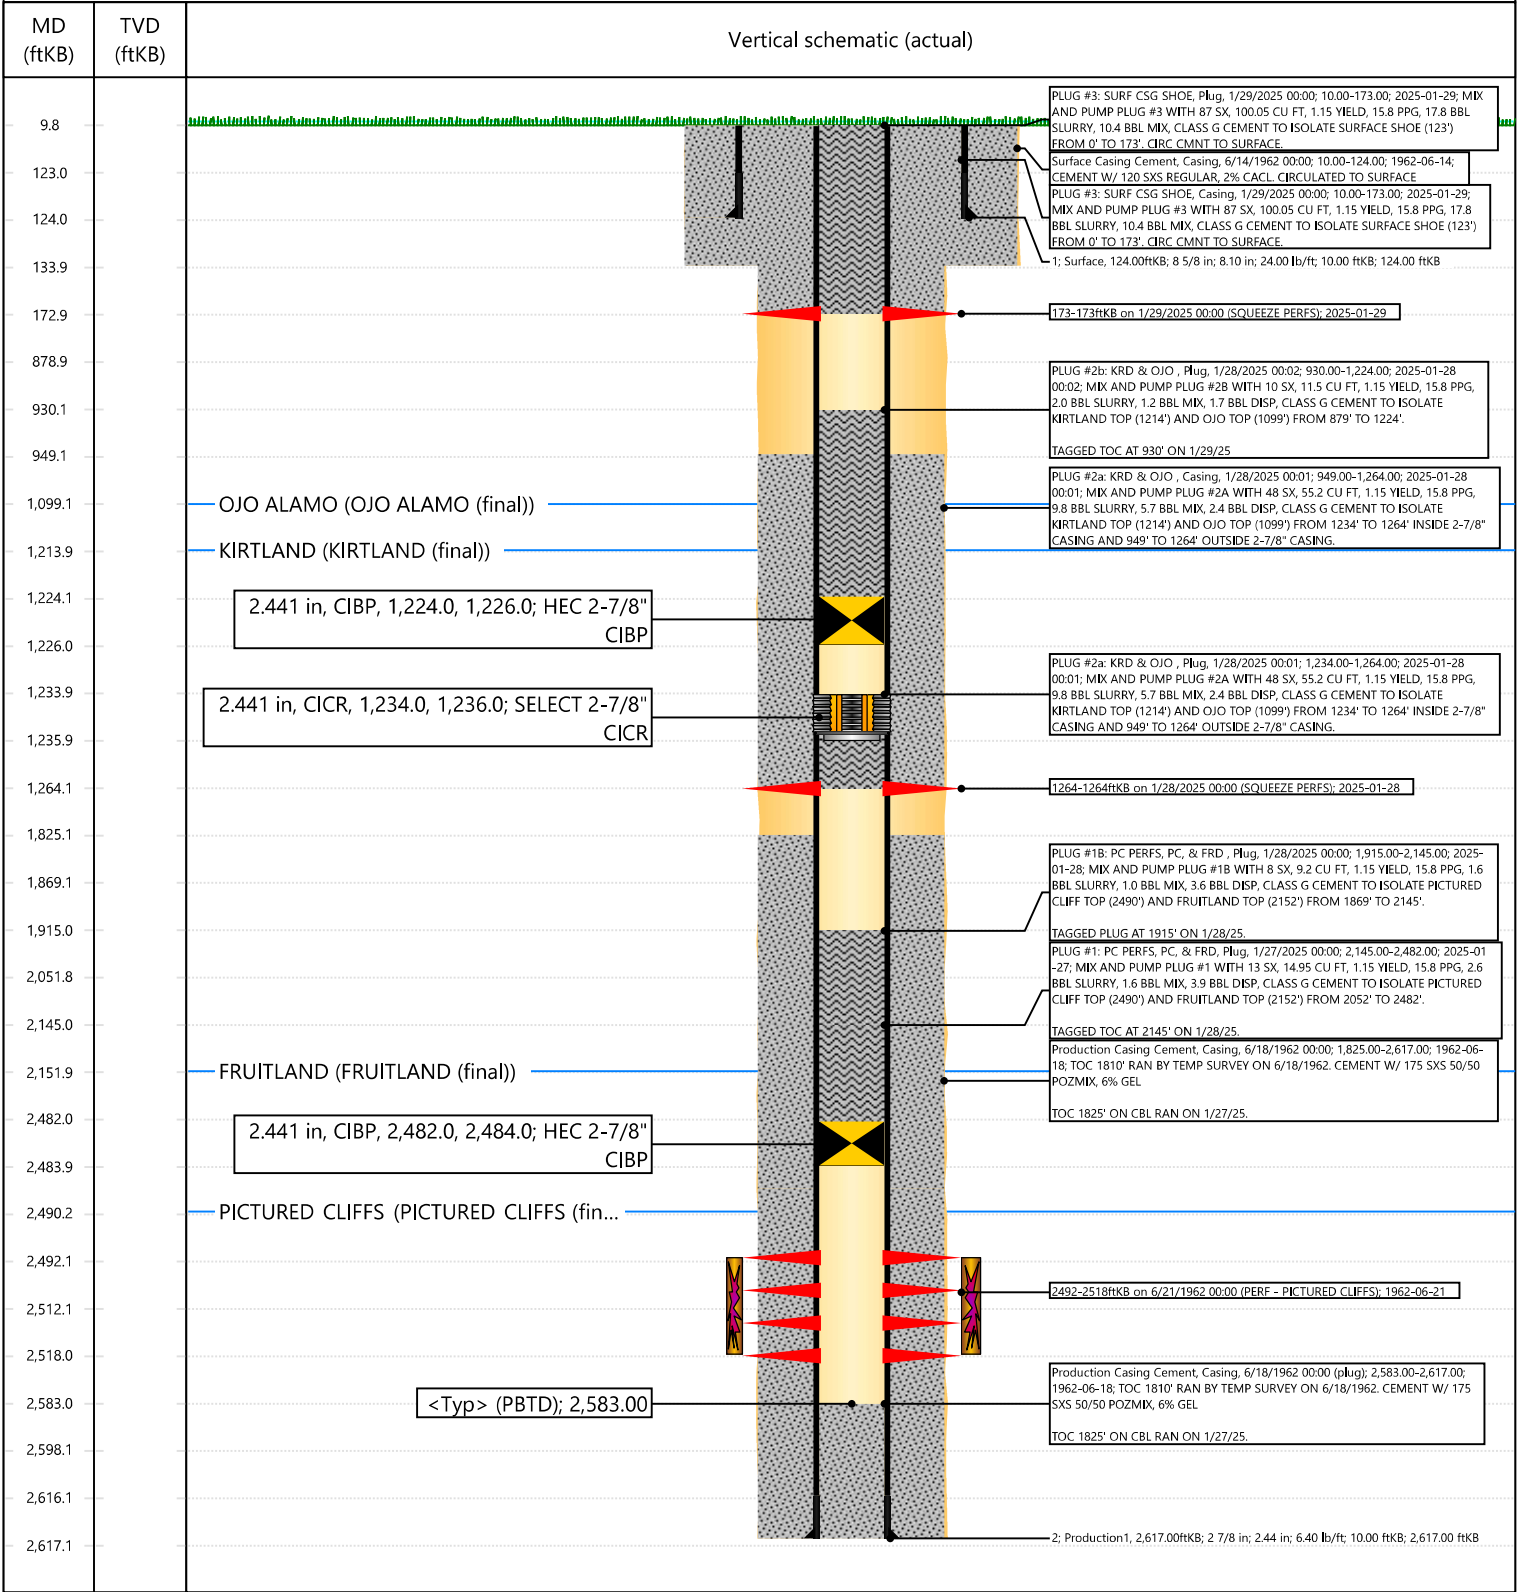 MD
(ftKB)
TVD
(ftKB)
Vertical schematic (actual)
9.8
123.0
124.0
133.9
172.9
878.9
930.1
949.1
1,099.1
1,213.9
1,224.1
1,226.0
1,233.9
1,235.9
1,264.1
1,825.1
1,869.1
1,915.0
2,051.8
2,145.0
2,151.9
2,482.0
2,483.9
2,490.2
2,492.1
2,512.1
2,518.0
2,583.0
2,598.1
2,616.1
2,617.1
OJO ALAMO (OJO ALAMO (final))
KIRTLAND (KIRTLAND (final))
2.441 in, CIBP, 1,224.0, 1,226.0; HEC 2-7/8"
CIBP
2.441 in, CICR, 1,234.0, 1,236.0; SELECT 2-7/8"
CICR
FRUITLAND (FRUITLAND (final))
2.441 in, CIBP, 2,482.0, 2,484.0; HEC 2-7/8"
CIBP
PICTURED CLIFFS (PICTURED CLIFFS (fin...
<Typ> (PBTD); 2,583.00
PLUG #3: SURF CSG SHOE, Plug, 1/29/2025 00:00; 10.00-173.00; 2025-01-29; MIX
AND PUMP PLUG #3 WITH 87 SX, 100.05 CU FT, 1.15 YIELD, 15.8 PPG, 17.8 BBL
SLURRY, 10.4 BBL MIX, CLASS G CEMENT TO ISOLATE SURFACE SHOE (123')
FROM 0' TO 173'. CIRC CMNT TO SURFACE.
Surface Casing Cement, Casing, 6/14/1962 00:00; 10.00-124.00; 1962-06-14;
CEMENT W/ 120 SXS REGULAR, 2% CACL. CIRCULATED TO SURFACE
PLUG #3: SURF CSG SHOE, Casing, 1/29/2025 00:00; 10.00-173.00; 2025-01-29;
MIX AND PUMP PLUG #3 WITH 87 SX, 100.05 CU FT, 1.15 YIELD, 15.8 PPG, 17.8
BBL SLURRY, 10.4 BBL MIX, CLASS G CEMENT TO ISOLATE SURFACE SHOE (123')
FROM 0' TO 173'. CIRC CMNT TO SURFACE.
1; Surface, 124.00ftKB; 8 5/8 in; 8.10 in; 24.00 lb/ft; 10.00 ftKB; 124.00 ftKB
173-173ftKB on 1/29/2025 00:00 (SQUEEZE PERFS); 2025-01-29
PLUG #2b: KRD & OJO , Plug, 1/28/2025 00:02; 930.00-1,224.00; 2025-01-28
00:02; MIX AND PUMP PLUG #2B WITH 10 SX, 11.5 CU FT, 1.15 YIELD, 15.8 PPG,
2.0 BBL SLURRY, 1.2 BBL MIX, 1.7 BBL DISP, CLASS G CEMENT TO ISOLATE
KIRTLAND TOP (1214') AND OJO TOP (1099') FROM 879' TO 1224'.
TAGGED TOC AT 930' ON 1/29/25
PLUG #2a: KRD & OJO , Casing, 1/28/2025 00:01; 949.00-1,264.00; 2025-01-28
00:01; MIX AND PUMP PLUG #2A WITH 48 SX, 55.2 CU FT, 1.15 YIELD, 15.8 PPG,
9.8 BBL SLURRY, 5.7 BBL MIX, 2.4 BBL DISP, CLASS G CEMENT TO ISOLATE
KIRTLAND TOP (1214') AND OJO TOP (1099') FROM 1234' TO 1264' INSIDE 2-7/8"
CASING AND 949' TO 1264' OUTSIDE 2-7/8" CASING.
PLUG #2a: KRD & OJO , Plug, 1/28/2025 00:01; 1,234.00-1,264.00; 2025-01-28
00:01; MIX AND PUMP PLUG #2A WITH 48 SX, 55.2 CU FT, 1.15 YIELD, 15.8 PPG,
9.8 BBL SLURRY, 5.7 BBL MIX, 2.4 BBL DISP, CLASS G CEMENT TO ISOLATE
KIRTLAND TOP (1214') AND OJO TOP (1099') FROM 1234' TO 1264' INSIDE 2-7/8"
CASING AND 949' TO 1264' OUTSIDE 2-7/8" CASING.
1264-1264ftKB on 1/28/2025 00:00 (SQUEEZE PERFS); 2025-01-28
PLUG #1B: PC PERFS, PC, & FRD , Plug, 1/28/2025 00:00; 1,915.00-2,145.00; 2025-
01-28; MIX AND PUMP PLUG #1B WITH 8 SX, 9.2 CU FT, 1.15 YIELD, 15.8 PPG, 1.6
BBL SLURRY, 1.0 BBL MIX, 3.6 BBL DISP, CLASS G CEMENT TO ISOLATE PICTURED
CLIFF TOP (2490') AND FRUITLAND TOP (2152') FROM 1869' TO 2145'.
TAGGED PLUG AT 1915' ON 1/28/25.
PLUG #1: PC PERFS, PC, & FRD, Plug, 1/27/2025 00:00; 2,145.00-2,482.00; 2025-01
-27; MIX AND PUMP PLUG #1 WITH 13 SX, 14.95 CU FT, 1.15 YIELD, 15.8 PPG, 2.6
BBL SLURRY, 1.6 BBL MIX, 3.9 BBL DISP, CLASS G CEMENT TO ISOLATE PICTURED
CLIFF TOP (2490') AND FRUITLAND TOP (2152') FROM 2052' TO 2482'.
TAGGED TOC AT 2145' ON 1/28/25.
Production Casing Cement, Casing, 6/18/1962 00:00; 1,825.00-2,617.00; 1962-06-
18; TOC 1810' RAN BY TEMP SURVEY ON 6/18/1962. CEMENT W/ 175 SXS 50/50
POZMIX, 6% GEL
TOC 1825' ON CBL RAN ON 1/27/25.
2492-2518ftKB on 6/21/1962 00:00 (PERF - PICTURED CLIFFS); 1962-06-21
Production Casing Cement, Casing, 6/18/1962 00:00 (plug); 2,583.00-2,617.00;
1962-06-18; TOC 1810' RAN BY TEMP SURVEY ON 6/18/1962. CEMENT W/ 175
SXS 50/50 POZMIX, 6% GEL
TOC 1825' ON CBL RAN ON 1/27/25.
2; Production1, 2,617.00ftKB; 2 7/8 in; 2.44 in; 6.40 lb/ft; 10.00 ftKB; 2,617.00 ftKB